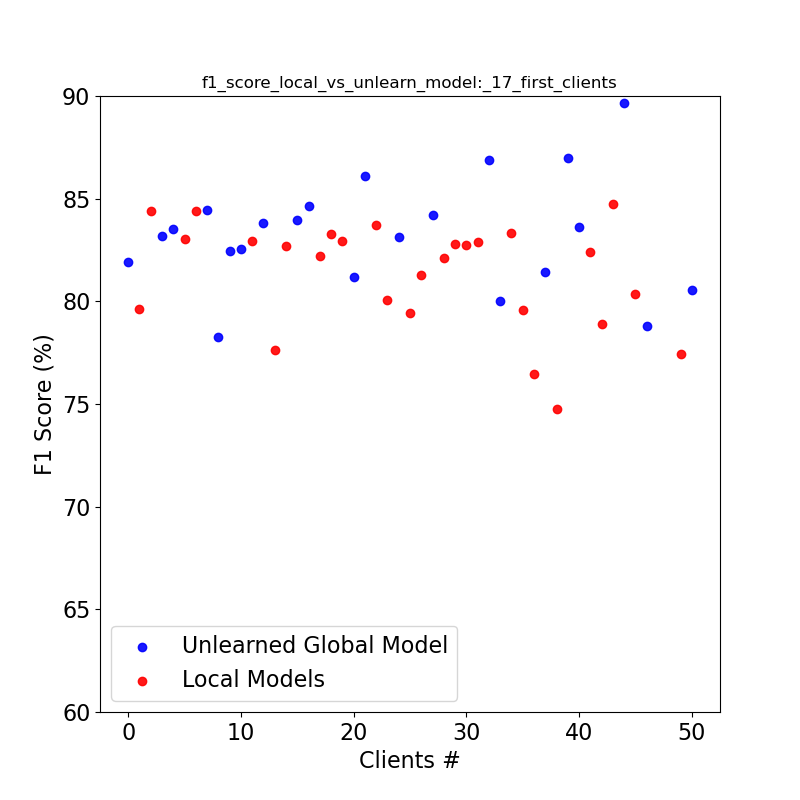 f1_score_local_vs_unlearn_model:_17_first_clients
90
85
80
75
70
65
60
F1 Score (%)
Unlearned Global Model
Local Models
0 10 20 30 40 50
Clients #